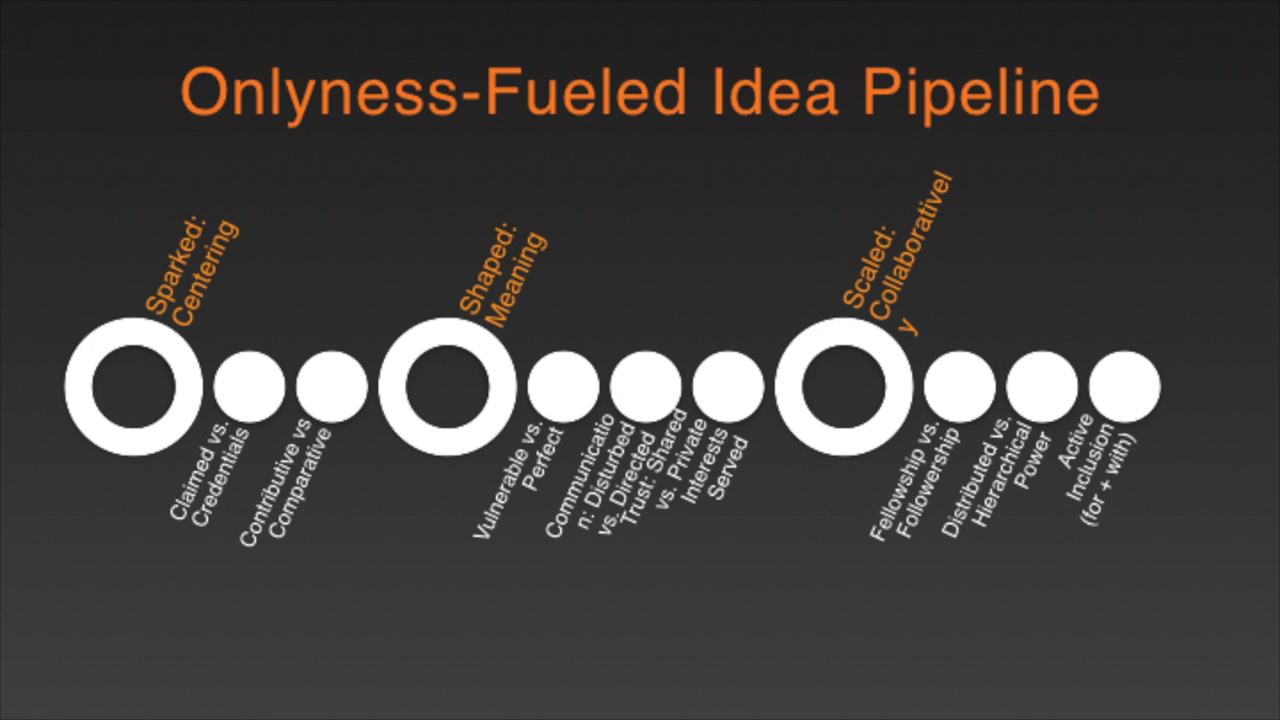 Onlyness-Fueled Idea Pipeline
Sparked:
Centering
Claimed vs.
Credentials
Contributive vs
Comparative
Shaped:
Meaning
Vulnerable vs.
Perfect
Communicatio
n: Disturbed
vs. Directed
Trust: Shared
vs. Private
Interests
Served
Scaled:
Collaborativel
y
Fellowship vs.
Followership
Distributed vs.
Hierarchical
Power
Active
Inclusion
(for + with)